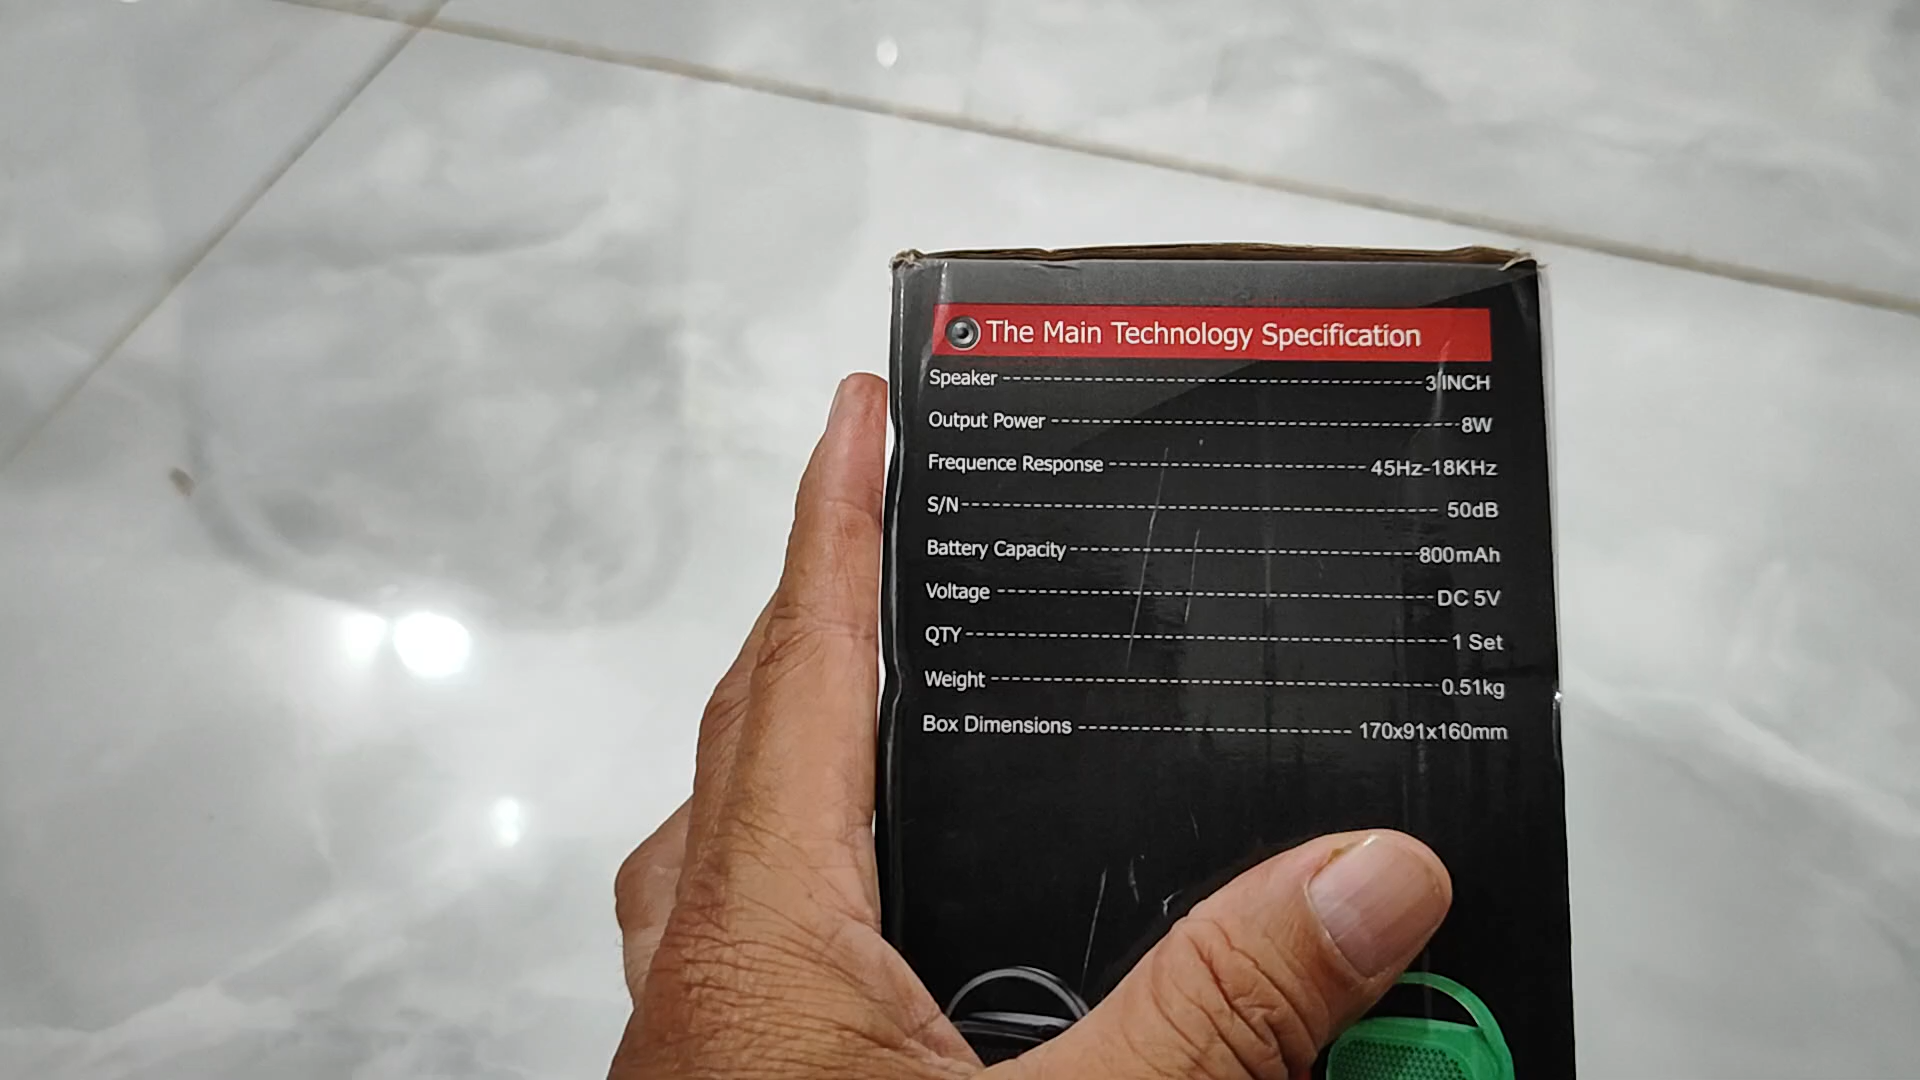 The Main Technology Specification
Speaker ---------------------------------------- 3 INCH
Output Power ---------------------------------------- 8W
Frequence Response ------------------------- 45Hz-18KHz
S/N ---------------------------------------- 50dB
Battery Capacity ---------------------------------- 800mAh
Voltage ---------------------------------------- DC 5V
QTY ---------------------------------------- 1 Set
Weight ---------------------------------------- 0.51kg
Box Dimensions -------------------------- 170x91x160mm